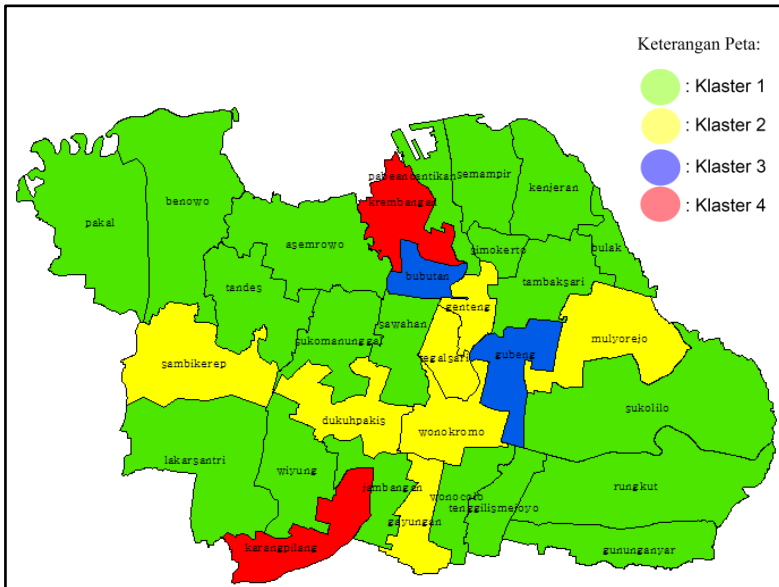 Keterangan Peta:
: Klaster 1
: Klaster 2
: Klaster 3
: Klaster 4
pabeancantikan
semampir
kenjeran
benowo
krembangan
pakal
asemrowo
simokerto
bulak
bubutan
tambaksari
tandes
genteng
sawahan
mulyorejo
sukomanunggal
tegalsari
gubeng
sambikerep
sukolilo
dukuhpakis
wonokromo
lakarsantri
wiyung
jambangan
rungkut
wonocolo
tenggilismejoyo
gayungan
karangpilang
gununganyar